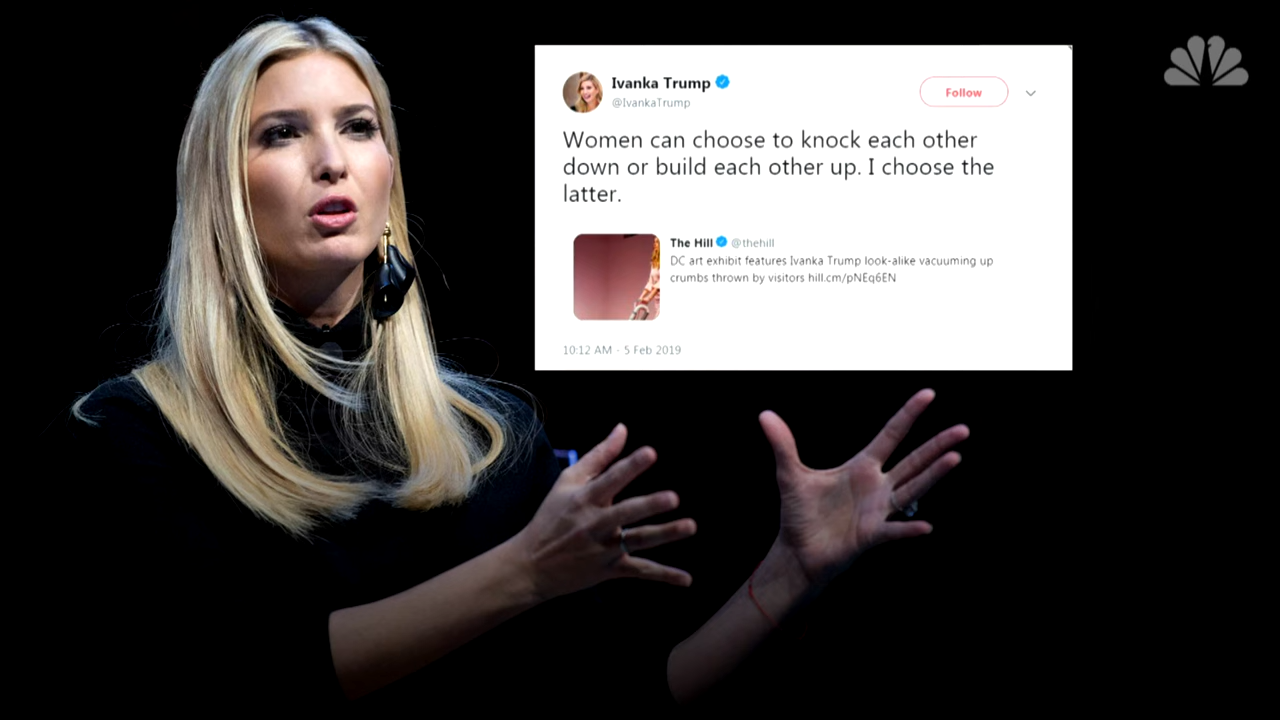 Ivanka Trump
@IvankaTrump
Follow
Women can choose to knock each other
down or build each other up. I choose the
latter.
The Hill @thehill
DC art exhibit features Ivanka Trump look-alike vacuuming up
crumbs thrown by visitors hill.cm/pNEq6EN
10:12 AM - 5 Feb 2019